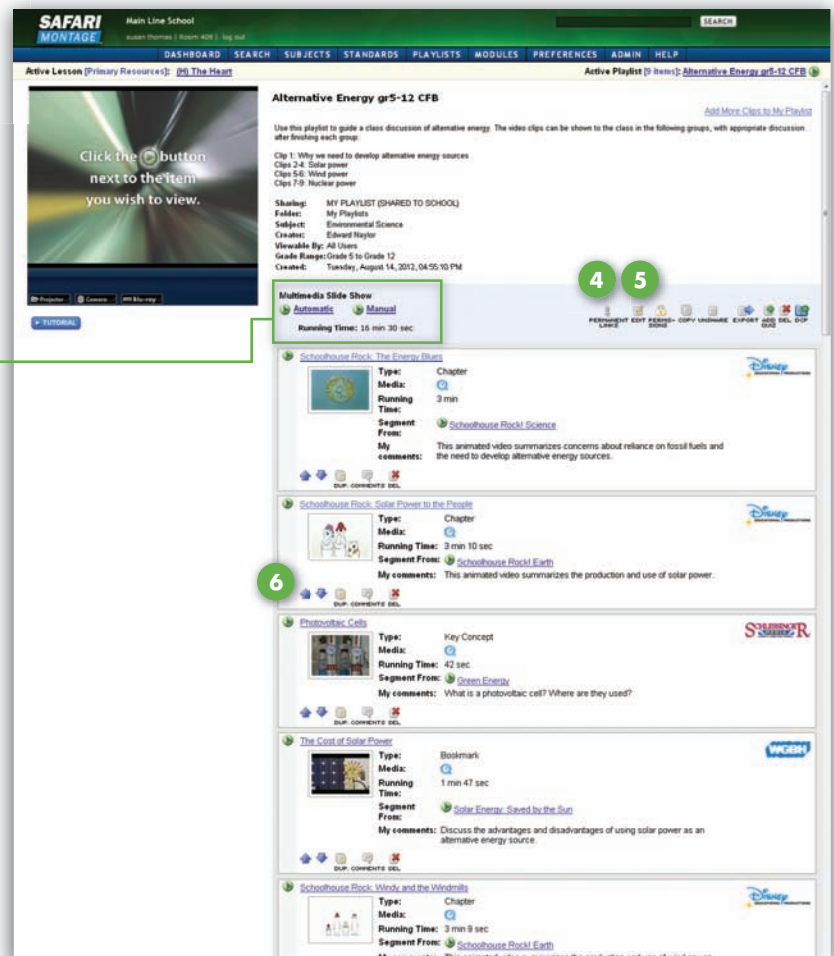 SAFARI
MONTAGE
Main Line School
susan thomas | Room 409 | log out
SEARCH
DASHBOARD SEARCH SUBJECTS STANDARDS PLAYLISTS MODULES PREFERENCES ADMIN HELP
Active Lesson [Primary Resources]: (H) The Heart
Active Playlist [9 items]: Alternative Energy gr5-12 CFB
Click the button
next to the item
you wish to view.
Projector Camera Blu-ray
TUTORIAL
Alternative Energy gr5-12 CFB
Add More Clips to My Playlist
Use this playlist to guide a class discussion of alternative energy. The video clips can be shown to the class in the following groups, with appropriate discussion
after finishing each group:
Clip 1: Why we need to develop alternative energy sources
Clips 2-4: Solar power
Clips 5-6: Wind power
Clips 7-9: Nuclear power
Sharing: MY PLAYLIST (SHARED TO SCHOOL)
Folder: My Playlists
Subject: Environmental Science
Creator: Edward Naylor
Viewable By: All Users
Grade Range: Grade 5 to Grade 12
Created: Tuesday, August 14, 2012, 04:55:10 PM
4 5
Multimedia Slide Show
Automatic Manual
Running Time: 16 min 30 sec
PERMANENT LINKS EDIT PERMIS-SIONS COPY UNSHARE EXPORT ADD QUIZ DEL DCP
Schoolhouse Rock: The Energy Blues
Disney
EDUCATIONAL PRODUCTIONS
Type: Chapter
Media:
Running Time: 3 min
Segment From: Schoolhouse Rock! Science
My comments: This animated video summarizes concerns about reliance on fossil fuels and
the need to develop alternative energy sources.
DUP. COMMENTS DEL
Schoolhouse Rock: Solar Power to the People
Disney
EDUCATIONAL PRODUCTIONS
Type: Chapter
Media:
Running Time: 3 min 10 sec
Segment From: Schoolhouse Rock! Earth
My comments: This animated video summarizes the production and use of solar power.
6
DUP. COMMENTS DEL
Photovoltaic Cells
SCHLESSINGER
Type: Key Concept
Media:
Running Time: 42 sec
Segment From: Green Energy
My comments: What is a photovoltaic cell? Where are they used?
DUP. COMMENTS DEL
The Cost of Solar Power
WGBH
Type: Bookmark
Media:
Running Time: 1 min 47 sec
Segment From: Solar Energy: Saved by the Sun
My comments: Discuss the advantages and disadvantages of using solar power as an
alternative energy source.
DUP. COMMENTS DEL
Schoolhouse Rock: Windy and the Windmills
Disney
EDUCATIONAL PRODUCTIONS
Type: Chapter
Media:
Running Time: 3 min 9 sec
Segment From: Schoolhouse Rock! Earth